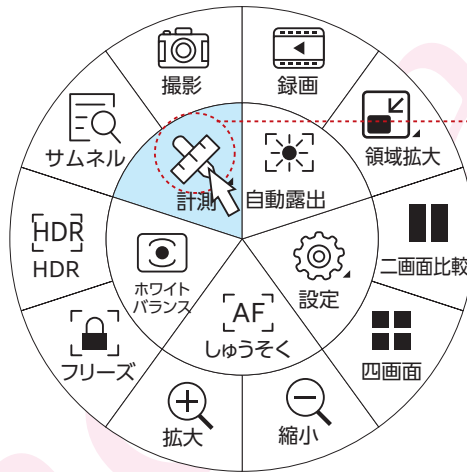 撮影
録画
サムネル
領域拡大
計測
自動露出
HDR
HDR
ホワイト
バランス
設定
二画面比較
AF
しゅうそく
フリーズ
四画面
拡大
縮小